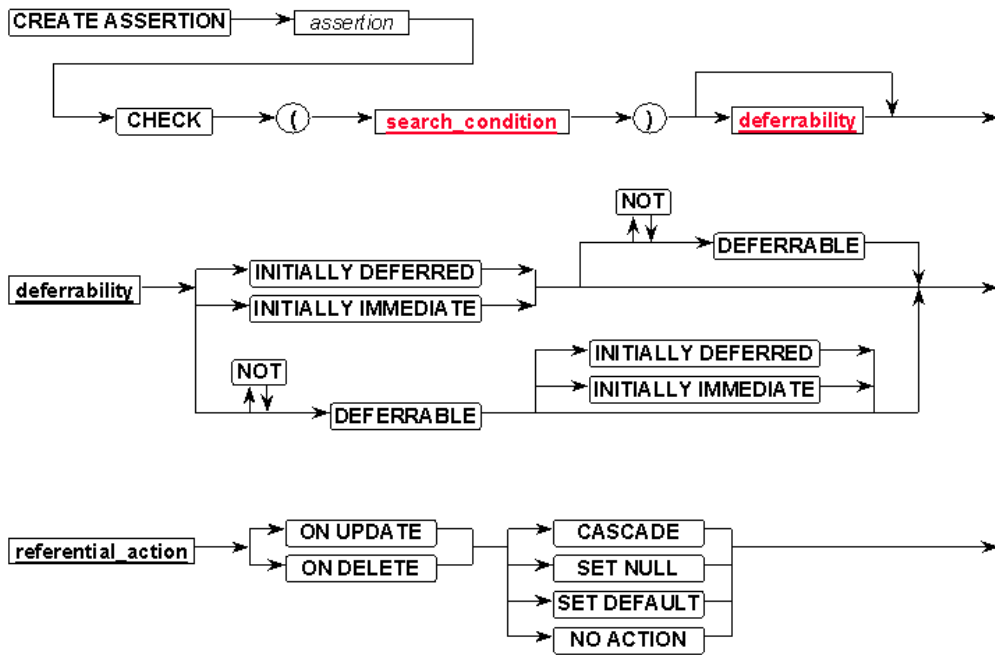 CREATE ASSERTION assertion
CHECK ( search_condition ) deferrability
NOT
DEFERRABLE
deferrability
INITIALLY DEFERRED
INITIALLY IMMEDIATE
NOT
DEFERRABLE
INITIALLY DEFERRED
INITIALLY IMMEDIATE
referential_action
ON UPDATE
ON DELETE
CASCADE
SET NULL
SET DEFAULT
NO ACTION